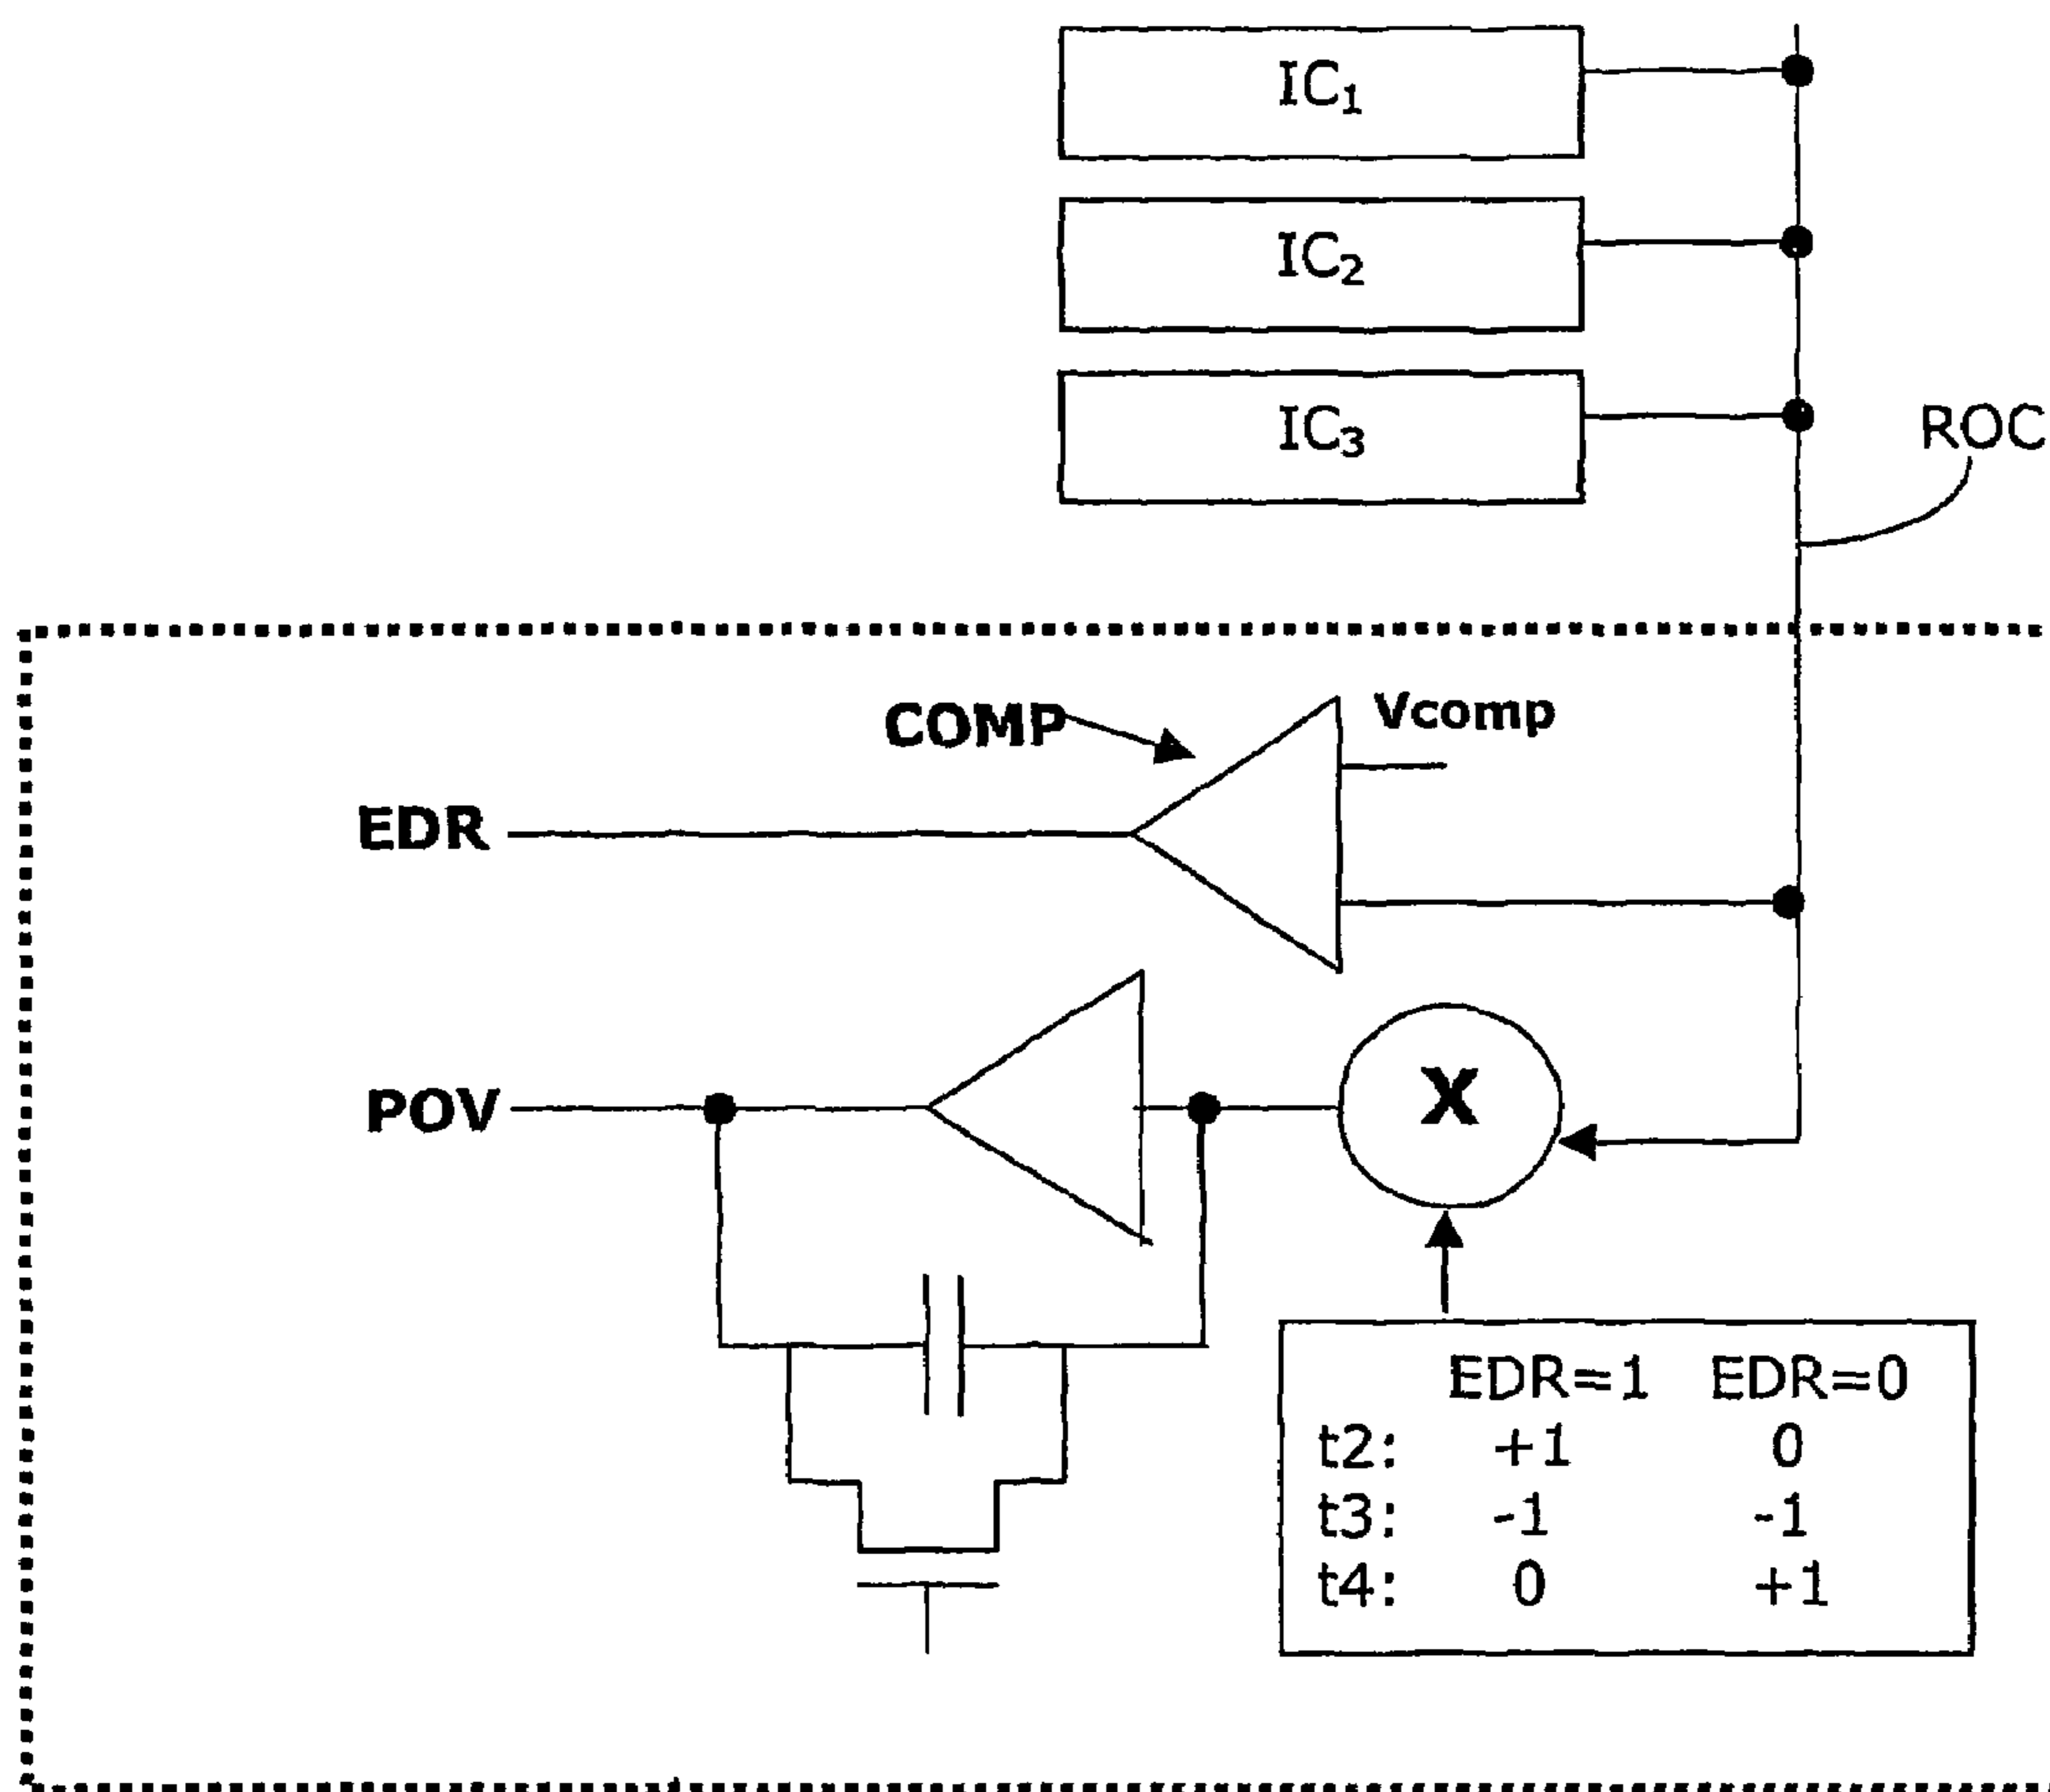 IC₁
IC₂
IC₃
ROC
COMP
Vcomp
EDR
POV
X
EDR=1 EDR=0
t2: +1 0
t3: -1 -1
t4: 0 +1